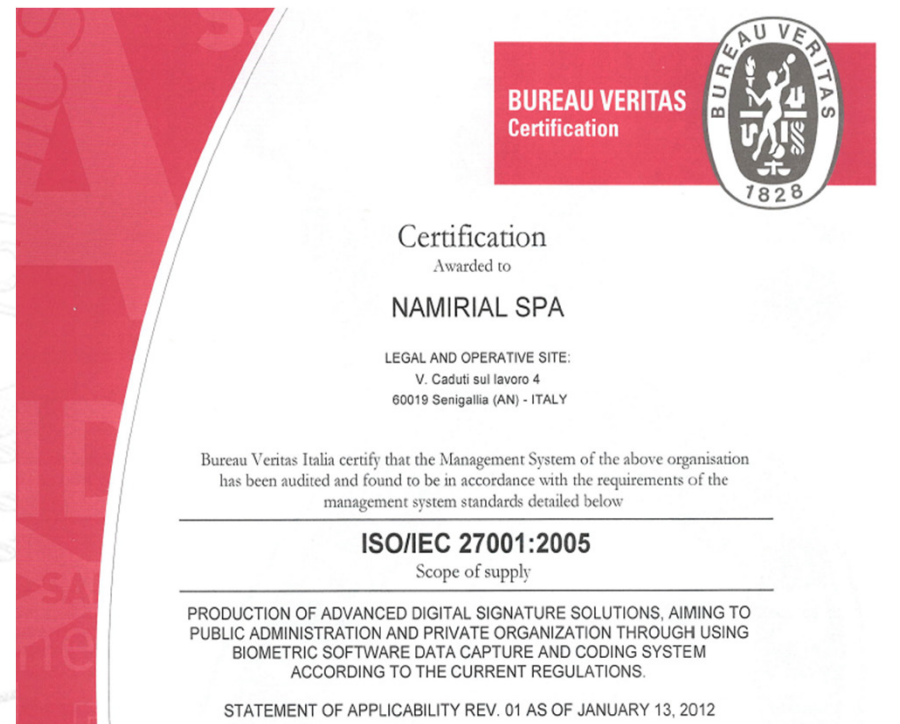 BUREAU VERITAS
Certification
BUREAU VERITAS
1828
Certification
Awarded to
NAMIRIAL SPA
LEGAL AND OPERATIVE SITE:
V. Caduti sul lavoro 4
60019 Senigallia (AN) - ITALY
Bureau Veritas Italia certify that the Management System of the above organisation
has been audited and found to be in accordance with the requirements of the
management system standards detailed below
ISO/IEC 27001:2005
Scope of supply
PRODUCTION OF ADVANCED DIGITAL SIGNATURE SOLUTIONS, AIMING TO
PUBLIC ADMINISTRATION AND PRIVATE ORGANIZATION THROUGH USING
BIOMETRIC SOFTWARE DATA CAPTURE AND CODING SYSTEM
ACCORDING TO THE CURRENT REGULATIONS.
STATEMENT OF APPLICABILITY REV. 01 AS OF JANUARY 13, 2012